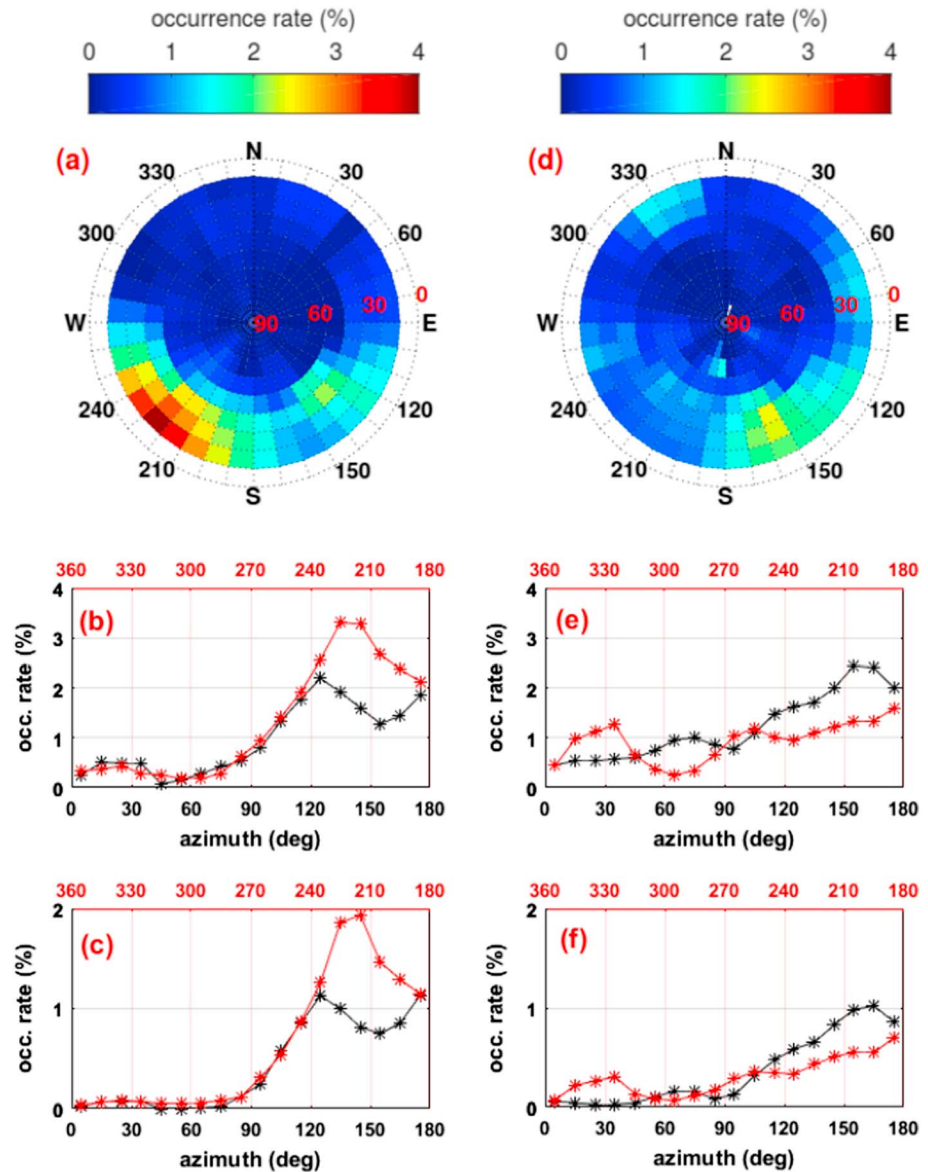 occurrence rate (%)
0 1 2 3 4
(a)
N
330 30
300 60
0
30
60
90
W E
240 120
210 150
S
occurrence rate (%)
0 1 2 3 4
(d)
N
330 30
300 60
0
30
60
90
W E
240 120
210 150
S
360 330 300 270 240 210 180
(b)
4
3
2
1
0
occ. rate (%)
0 30 60 90 120 150 180
azimuth (deg)
360 330 300 270 240 210 180
(e)
4
3
2
1
0
occ. rate (%)
0 30 60 90 120 150 180
azimuth (deg)
360 330 300 270 240 210 180
(c)
2
1
0
occ. rate (%)
0 30 60 90 120 150 180
azimuth (deg)
360 330 300 270 240 210 180
(f)
2
1
0
occ. rate (%)
0 30 60 90 120 150 180
azimuth (deg)